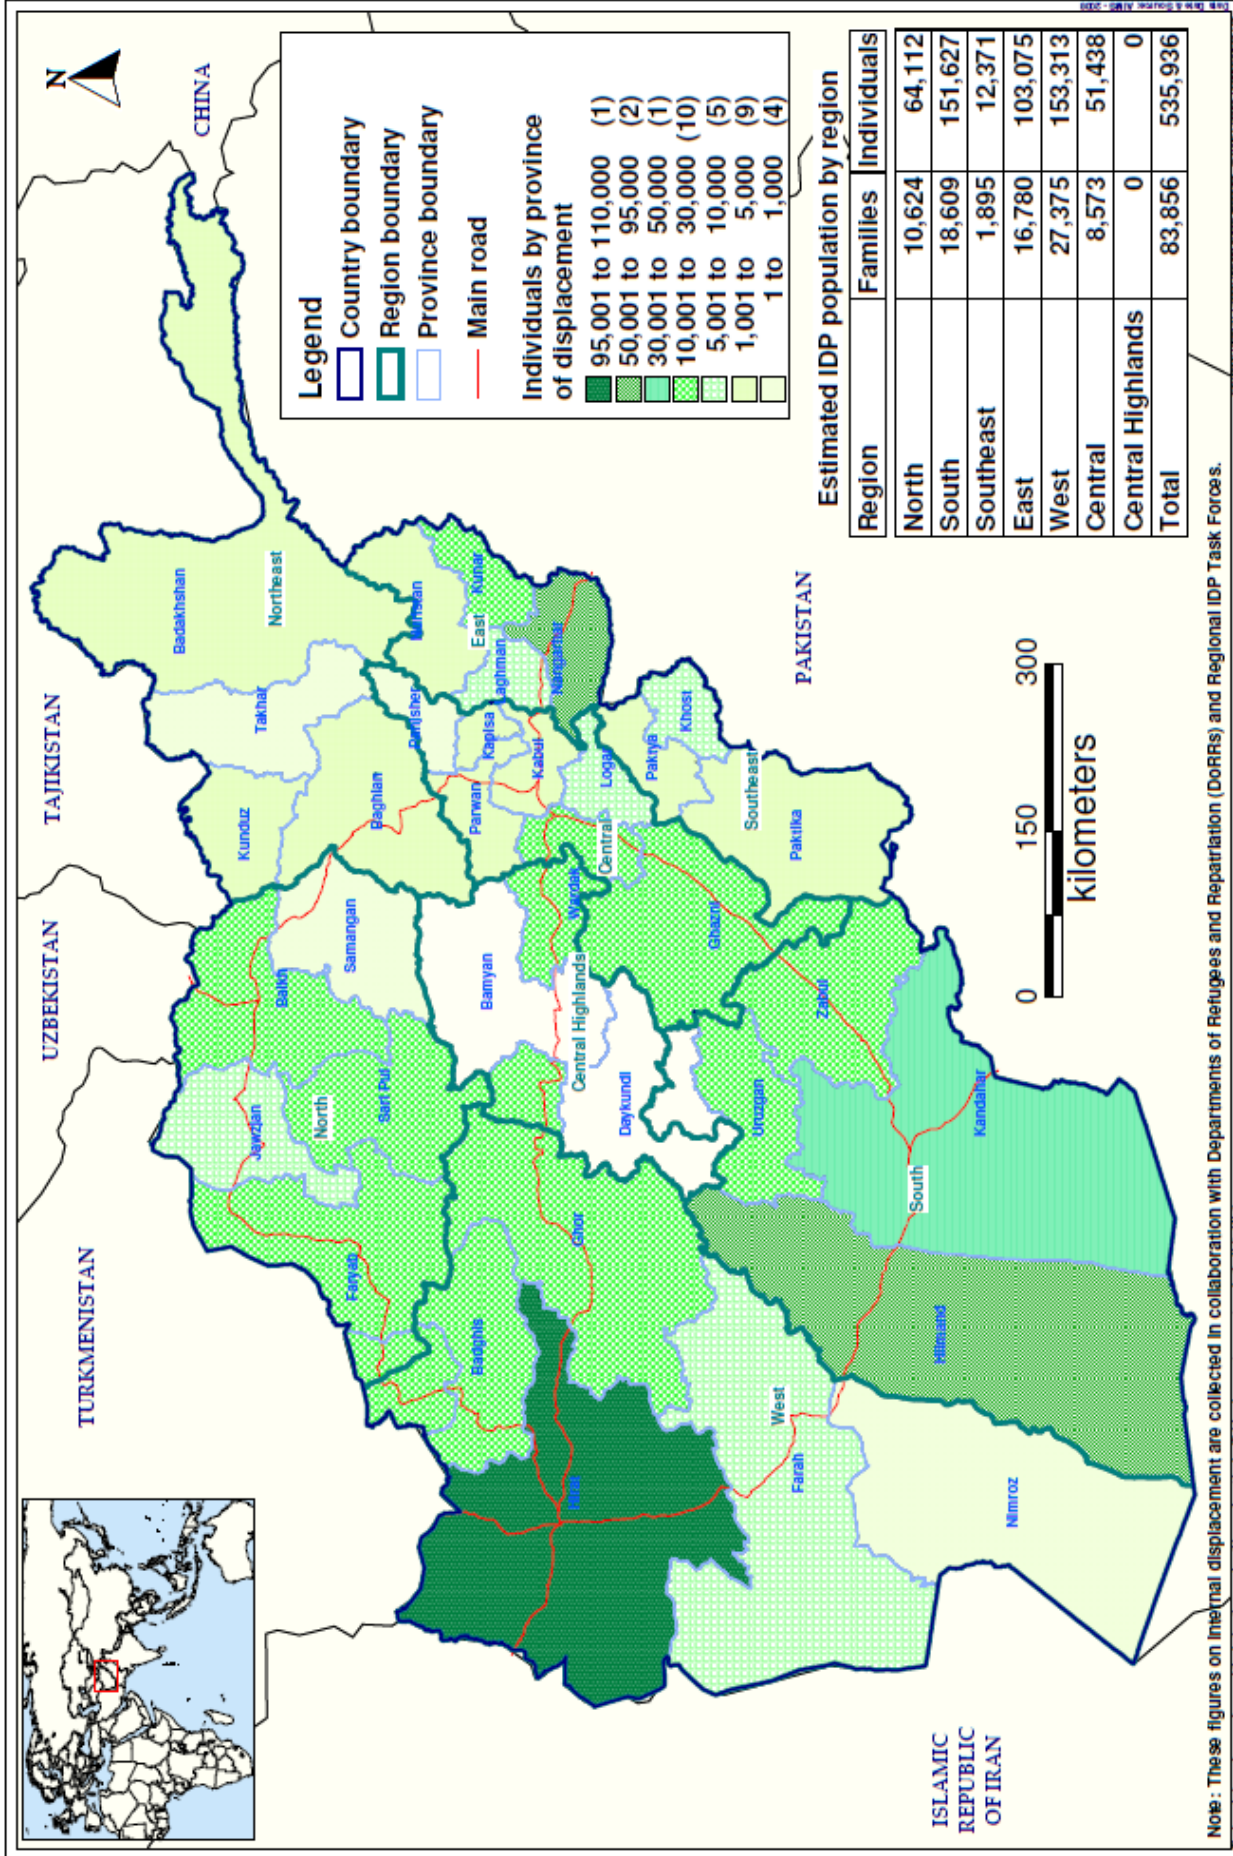 N
CHINA
TAJIKISTAN
UZBEKISTAN
TURKMENISTAN
ISLAMIC
REPUBLIC
OF IRAN
PAKISTAN
Legend
Country boundary
Region boundary
Province boundary
Main road
Individuals by province
of displacement
95,001 to 110,000 (1)
50,001 to 95,000 (2)
30,001 to 50,000 (1)
10,001 to 30,000 (10)
5,001 to 10,000 (5)
1,001 to 5,000 (9)
1 to 1,000 (4)
Badakhshan
Northeast
Takhar
Kunduz
Baghlan
Kunar
East
Laghman
Nangarhar
Kapisa
Kabul
Parwan
Logar
Khost
Pakrya
Southeast
Paktika
Central
Wardak
Ghazni
Samangan
Balkh
Bamyan
Central Highlands
Daykundi
Sari Pul
North
Jawzjan
Faryab
Badghis
Ghor
Uruzgan
Zabul
Kandahar
South
Hilmand
West
Farah
Nimroz
0 150 300
kilometers
Estimated IDP population by region
Region Families Individuals
North 10,624 64,112
South 18,609 151,627
Southeast 1,895 12,371
East 16,780 103,075
West 27,375 153,313
Central 8,573 51,438
Central Highlands 0 0
Total 83,856 535,936
Note: These figures on internal displacement are collected in collaboration with Departments of Refugees and Repatriation (DoRRs) and Regional IDP Task Forces.